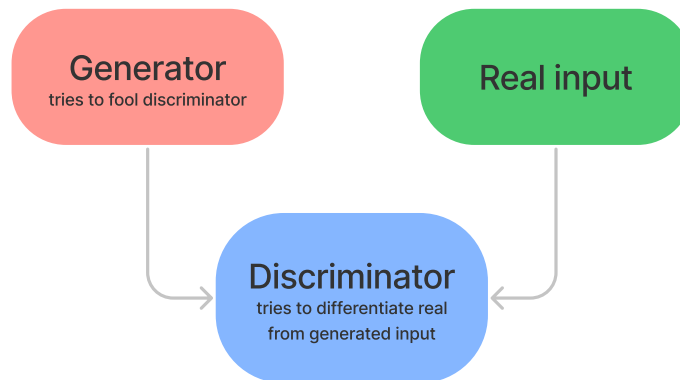 Generator
tries to fool discriminator
Real input
Discriminator
tries to differentiate real
from generated input